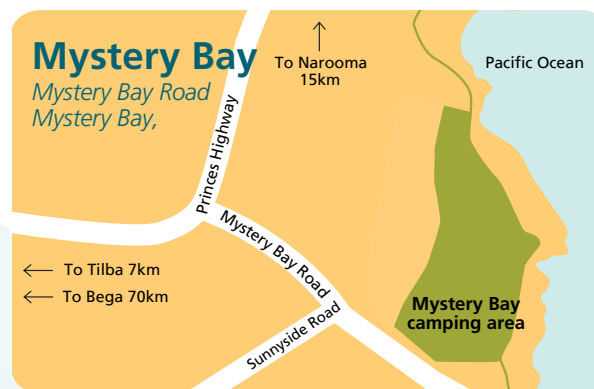 Mystery Bay
Mystery Bay Road
Mystery Bay,
To Narooma
15km
Pacific Ocean
Princes Highway
Mystery Bay Road
← To Tilba 7km
← To Bega 70km
Sunnyside Road
Mystery Bay
camping area